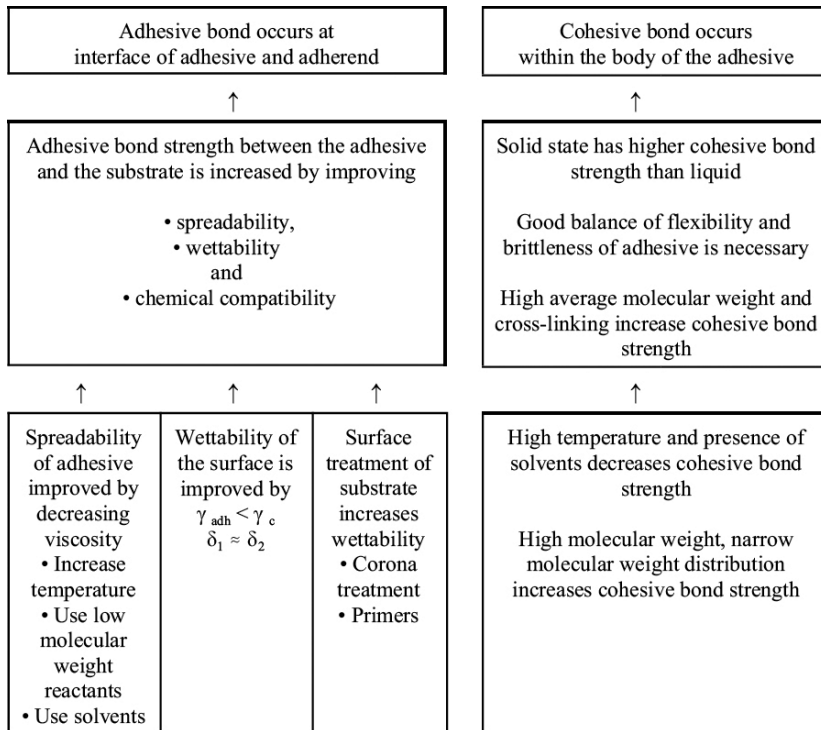 Adhesive bond occurs at
interface of adhesive and adherend
↑
Adhesive bond strength between the adhesive
and the substrate is increased by improving
• spreadability,
• wettability
and
• chemical compatibility
↑
↑
↑
Spreadability
of adhesive
improved by
decreasing
viscosity
• Increase
temperature
• Use low
molecular
weight
reactants
• Use solvents
Wettability of
the surface is
improved by
γ adh < γ c
δ1 ≈ δ2
Surface
treatment of
substrate
increases
wettability
• Corona
treatment
• Primers
Cohesive bond occurs
within the body of the adhesive
↑
Solid state has higher cohesive bond
strength than liquid
Good balance of flexibility and
brittleness of adhesive is necessary
High average molecular weight and
cross-linking increase cohesive bond
strength
↑
High temperature and presence of
solvents decreases cohesive bond
strength
High molecular weight, narrow
molecular weight distribution
increases cohesive bond strength